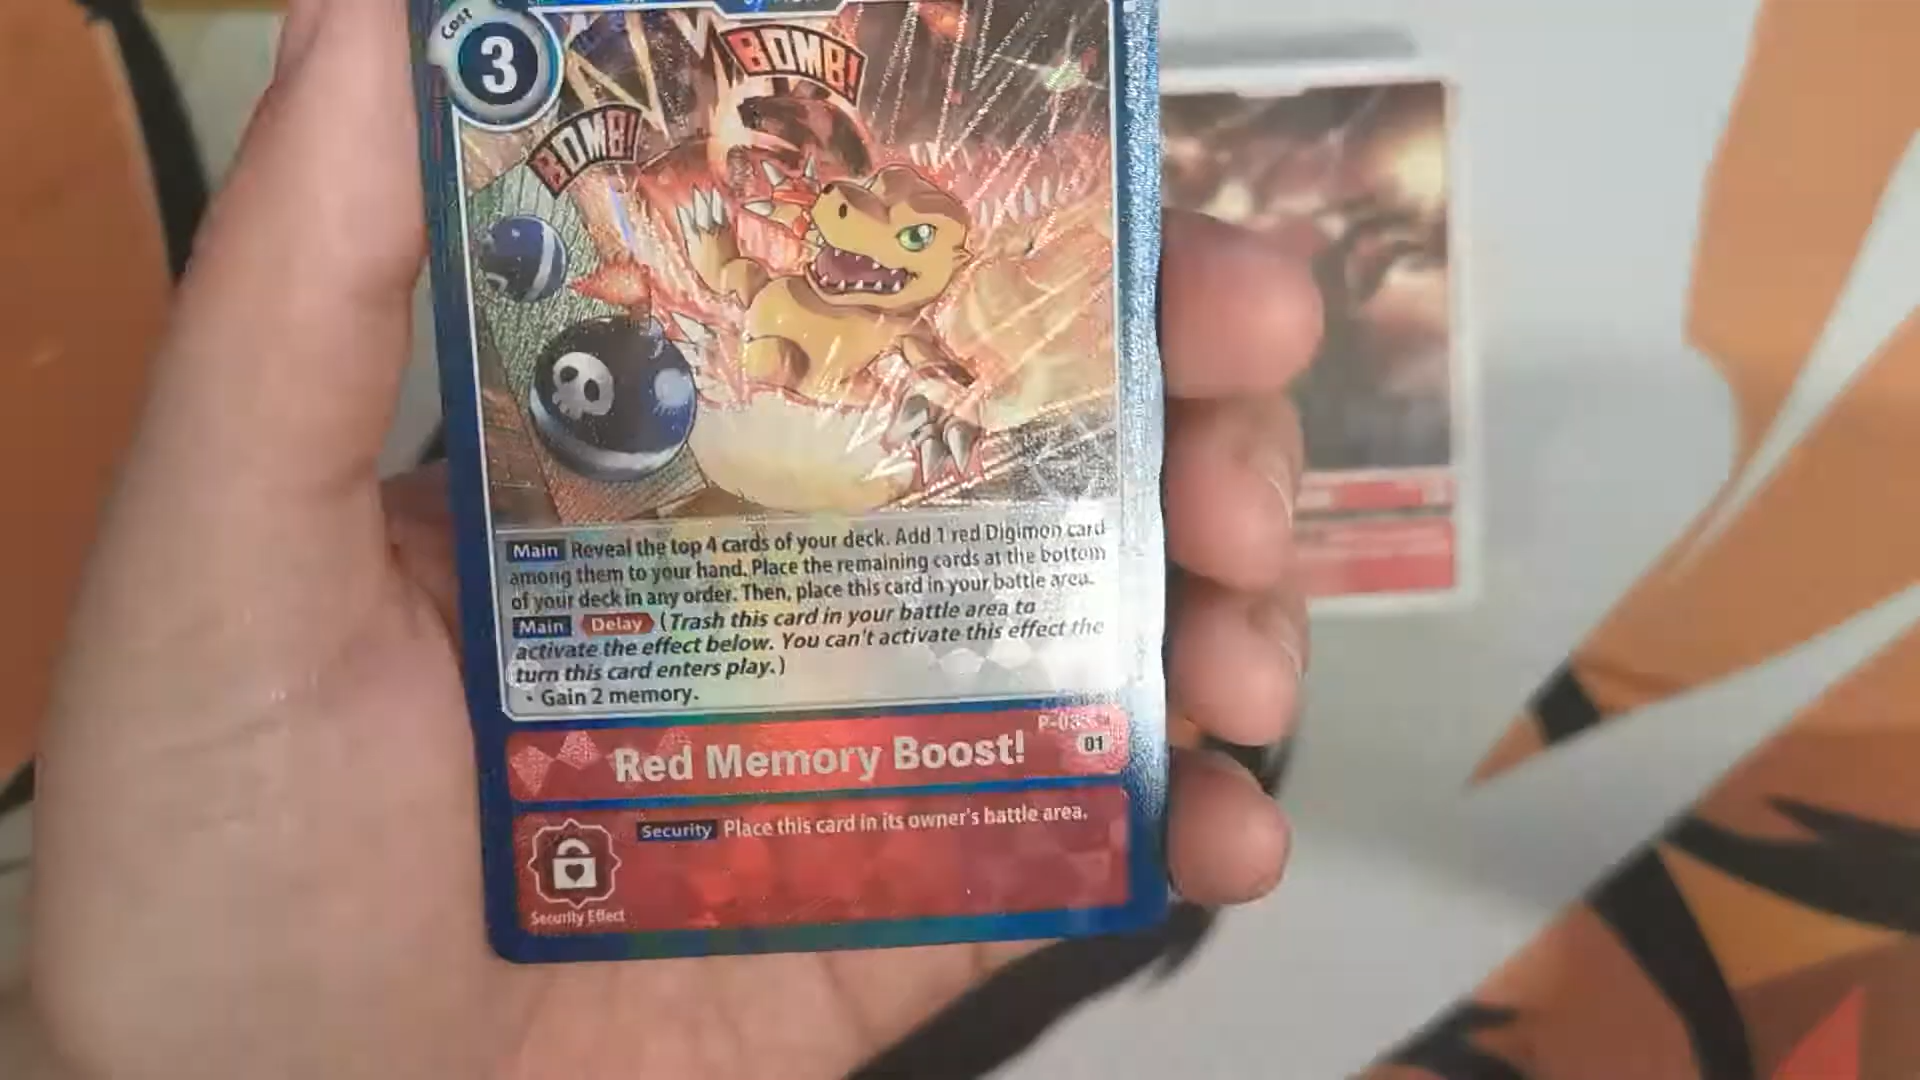 Cost
3
BOMB!
BOMB!
Main Reveal the top 4 cards of your deck. Add 1 red Digimon card
among them to your hand. Place the remaining cards at the bottom
of your deck in any order. Then, place this card in your battle area.
Main Delay (Trash this card in your battle area to
activate the effect below. You can't activate this effect the
turn this card enters play.)
• Gain 2 memory.
Red Memory Boost!
01
Security Place this card in its owner's battle area.
Security Effect